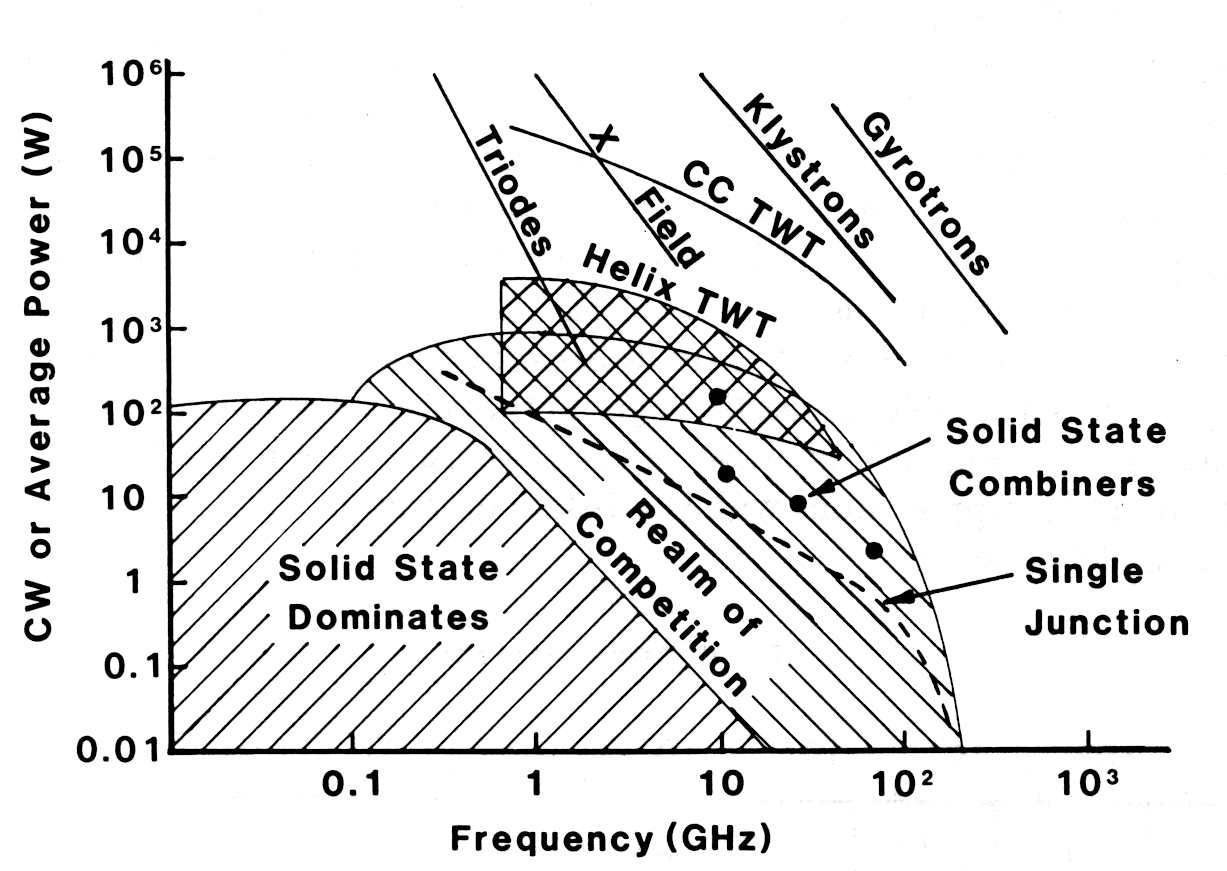 CW or Average Power (W)
10⁶
10⁵
10⁴
10³
10²
10
1
0.1
0.01
Triodes
X
Field
CC TWT
Klystrons
Gyrotrons
Helix TWT
Solid State
Combiners
Single
Junction
Realm of
Competition
Solid State
Dominates
0.1
1
10
10²
10³
Frequency (GHz)